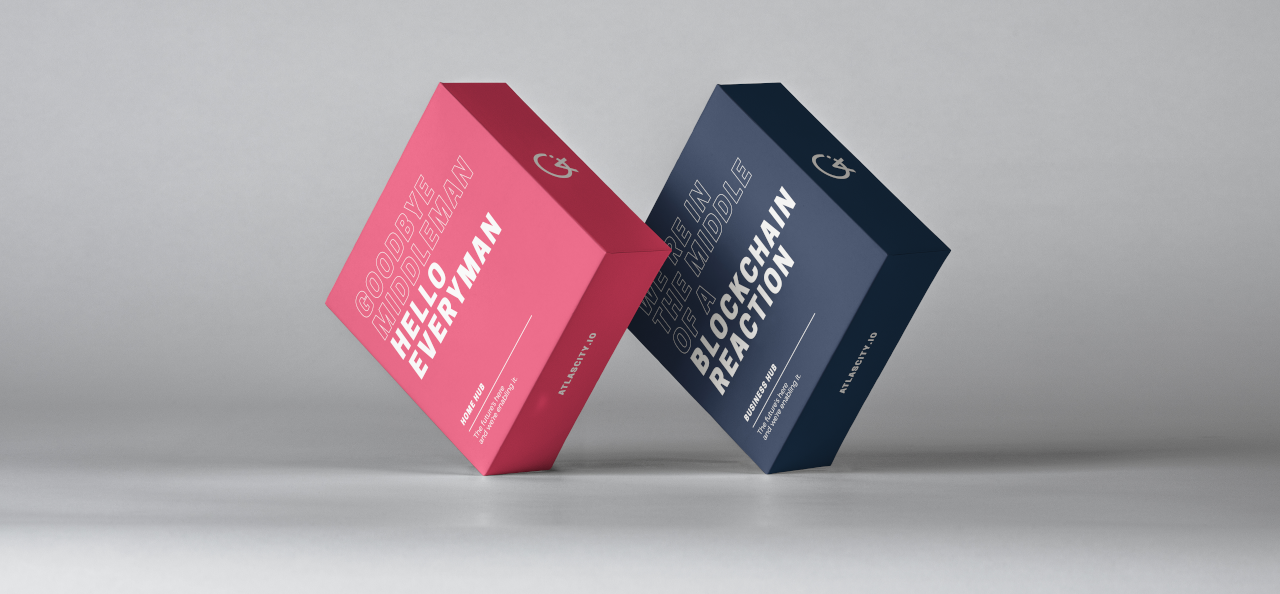 GOODBYE
MIDDLEMAN
HELLO
EVERYMAN
HOME HUB
The future's here
and we're enabling it.
ATLASCITY.IO
WE'RE IN
THE MIDDLE
OF A
BLOCKCHAIN
REACTION
BUSINESS HUB
The future's here
and we're enabling it.
ATLASCITY.IO